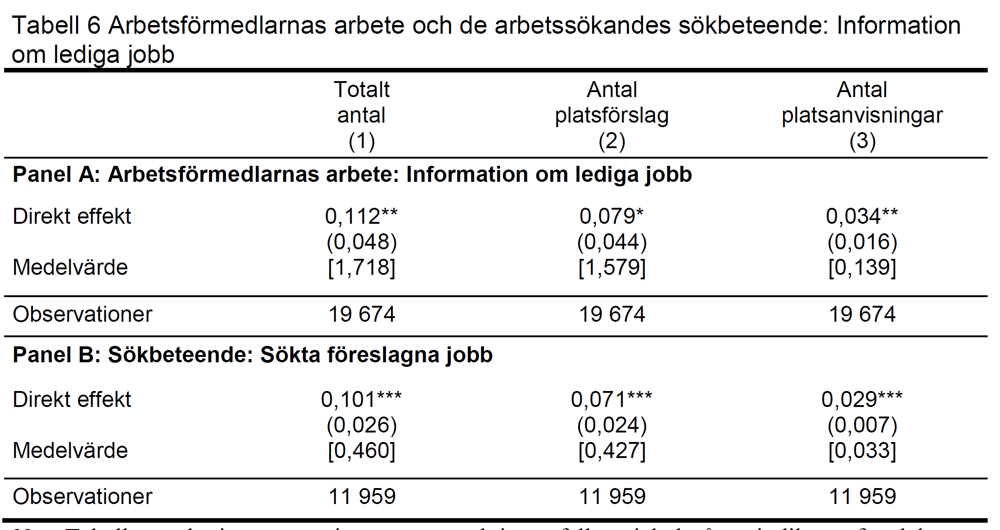 Tabell 6 Arbetsförmedlarnas arbete och de arbetssökandes sökbeteende: Information
om lediga jobb
Totalt Antal Antal
antal platsförslag platsanvisningar
(1) (2) (3)
Panel A: Arbetsförmedlarnas arbete: Information om lediga jobb
Direkt effekt 0,112** 0,079* 0,034**
(0,048) (0,044) (0,016)
Medelvärde [1,718] [1,579] [0,139]
Observationer 19 674 19 674 19 674
Panel B: Sökbeteende: Sökta föreslagna jobb
Direkt effekt 0,101*** 0,071*** 0,029***
(0,026) (0,024) (0,007)
Medelvärde [0,460] [0,427] [0,033]
Observationer 11 959 11 959 11 959